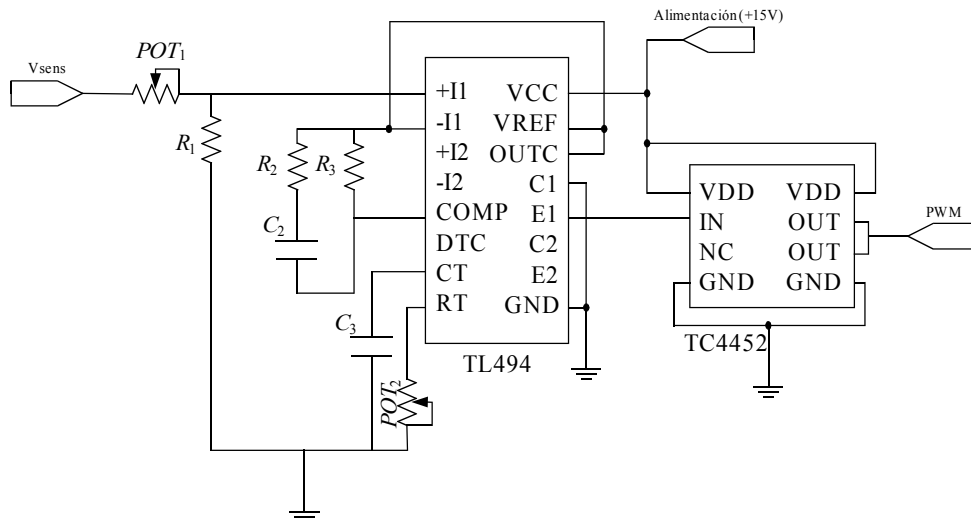 Alimentación (+15V)
Vsens
POT1
R1
R2
R3
C2
C3
POT2
+I1
-I1
+I2
-I2
COMP
DTC
CT
RT
VCC
VREF
OUTC
C1
E1
C2
E2
GND
TL494
VDD
IN
NC
GND
VDD
OUT
OUT
GND
TC4452
PWM